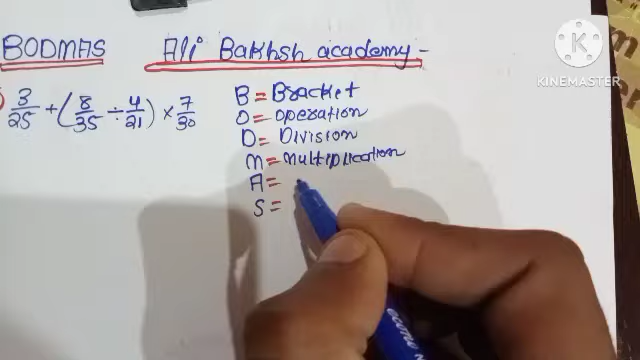 BODMAS Ali Bakhsh academy-
3/25 + (8/35 ÷ 4/21) × 7/30
B = Bracket
O = operation
D = Division
M = multiplication
A =
S =
KINEMASTER